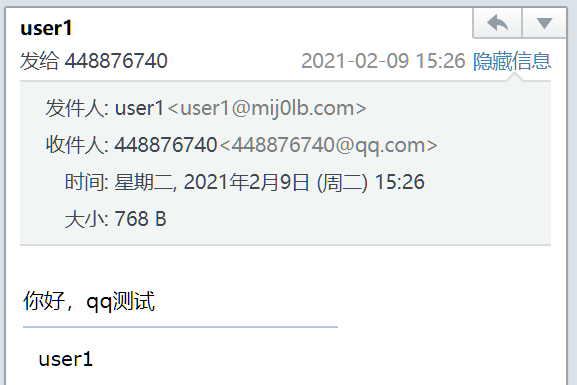 user1
发给 448876740 2021-02-09 15:26 隐藏信息
发件人: user1<user1@mij0lb.com>
收件人: 448876740<448876740@qq.com>
时间: 星期二, 2021年2月9日 (周二) 15:26
大小: 768 B
你好，qq测试
user1